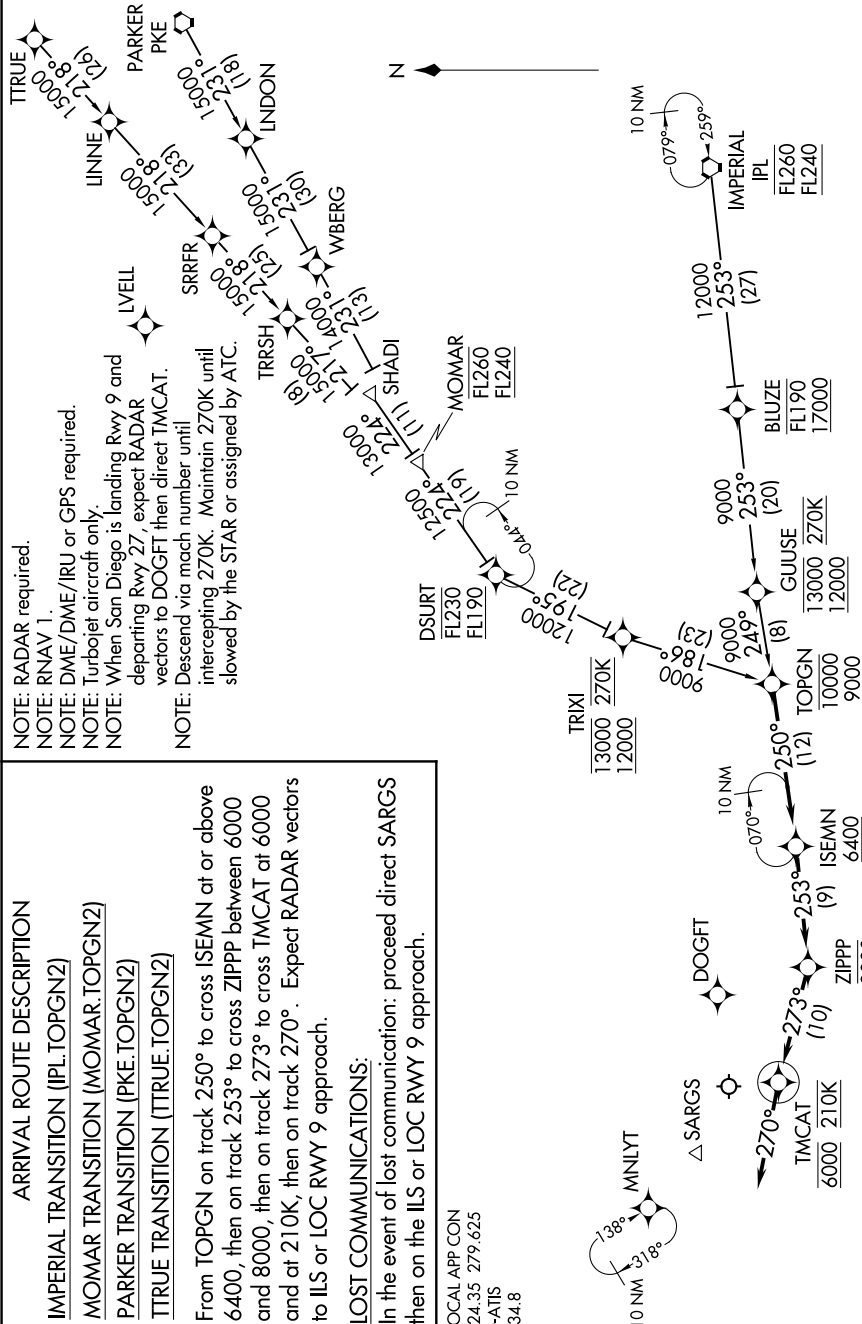 ARRIVAL ROUTE DESCRIPTION
IMPERIAL TRANSITION (IPL.TOPGN2)
MOMAR TRANSITION (MOMAR.TOPGN2)
PARKER TRANSITION (PKE.TOPGN2)
TTRUE TRANSITION (TTRUE.TOPGN2)
From TOPGN on track 250° to cross ISEMN at or above
6400, then on track 253° to cross ZIPPP between 6000
and 8000, then on track 273° to cross TMCAT at 6000
and at 210K, then on track 270°. Expect RADAR vectors
to ILS or LOC RWY 9 approach.
LOST COMMUNICATIONS:
In the event of lost communication: proceed direct SARGS
then on the ILS or LOC RWY 9 approach.
NOTE: RADAR required.
NOTE: RNAV 1.
NOTE: DME/DME/IRU or GPS required.
NOTE: Turbojet aircraft only.
NOTE: When San Diego is landing Rwy 9 and
departing Rwy 27, expect RADAR
vectors to DOGFT then direct TMCAT.
NOTE: Descend via mach number until
intercepting 270K. Maintain 270K until
slowed by the STAR or assigned by ATC.
OCAL APP CON
24.35 279.625
-ATIS
34.8
TTRUE
15000
218°
(26)
LINNE
15000
218°
(33)
SRRFR
15000
218°
(25)
TRRSH
15000
217°
(8)
PARKER
PKE
15000
231°
(18)
LNDON
15000
231°
(30)
WBERG
14000
231°
(13)
SHADI
13000
224°
(11)
MOMAR
FL260
FL240
12500
224°
(19)
DSURT
FL230
FL190
10 NM
044°
12000
195°
(22)
TRIXI
13000 270K
12000
9000
186°
(23)
LVELL
N
IMPERIAL
IPL
FL260
FL240
10 NM
079°
259°
12000
253°
(27)
BLUZE
FL190
17000
9000
253°
(20)
GUUSE
13000 270K
12000
9000
249°
(8)
TOPGN
10000
9000
250°
(12)
ISEMN
6400
10 NM
070°
253°
(9)
ZIPPP
273°
(10)
TMCAT
6000 210K
270°
DOGFT
SARGS
MNLYT
138°
318°
10 NM